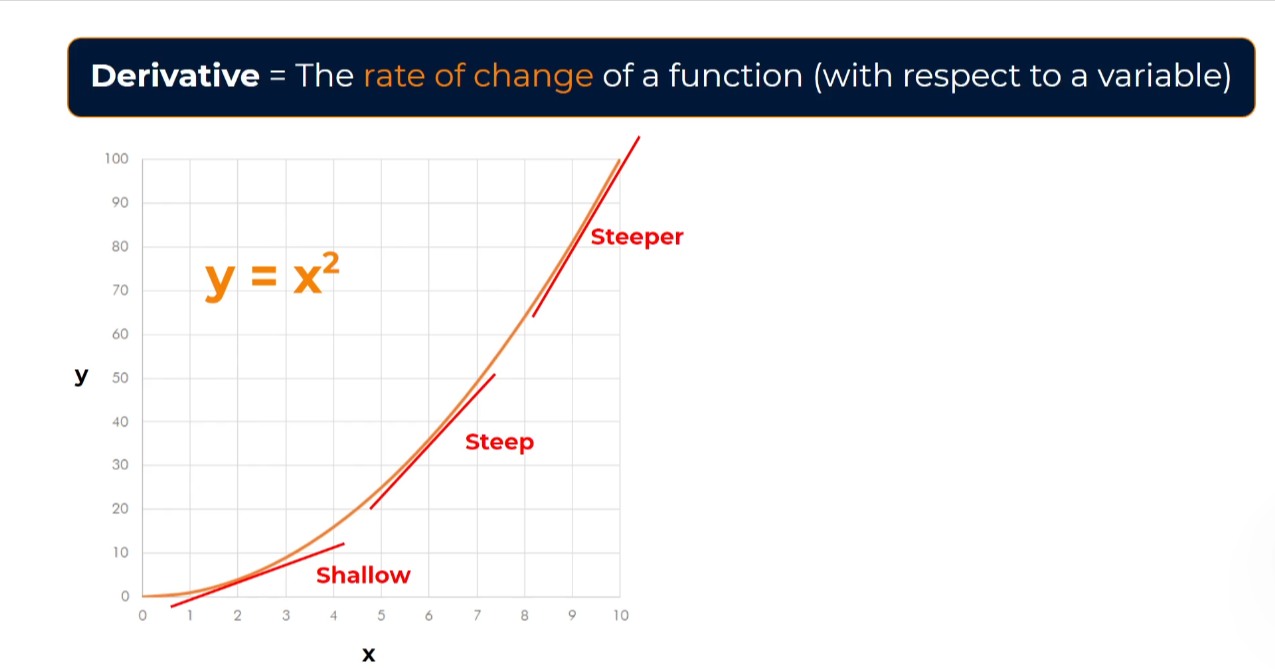 Derivative = The rate of change of a function (with respect to a variable)
100
90
80
70
60
50
40
30
20
10
0
y
y = x²
Steeper
Steep
Shallow
0 1 2 3 4 5 6 7 8 9 10
x